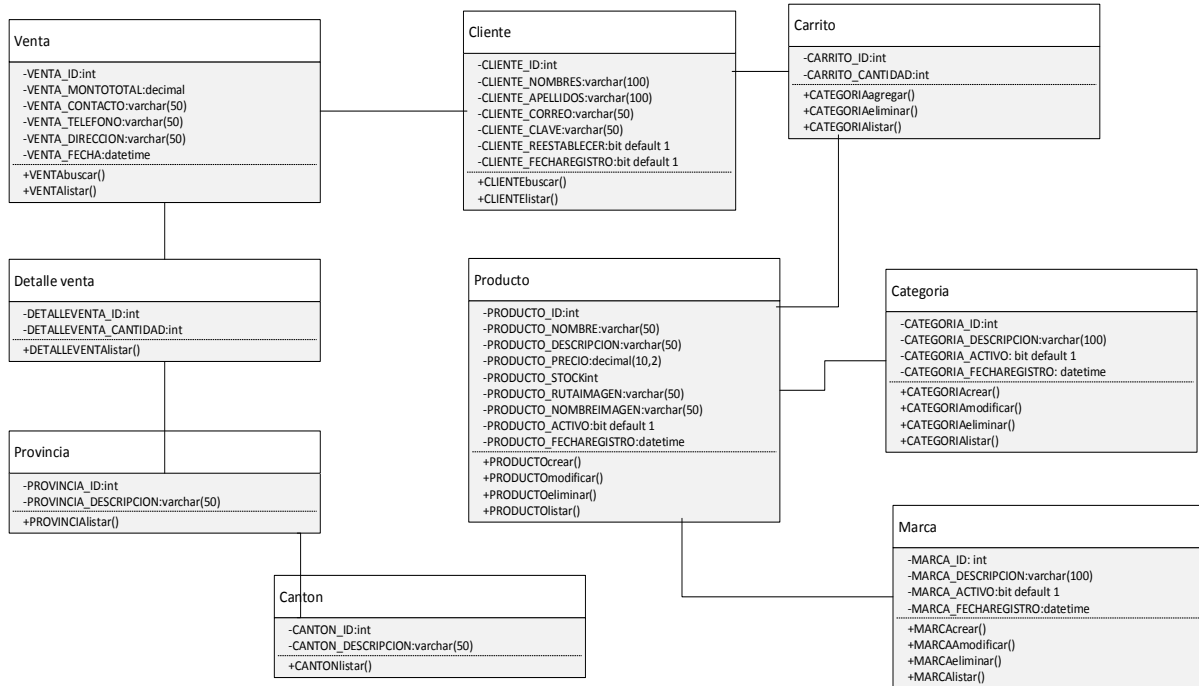 Venta
-VENTA_ID:int
-VENTA_MONTOTOTAL:decimal
-VENTA_CONTACTO:varchar(50)
-VENTA_TELEFONO:varchar(50)
-VENTA_DIRECCION:varchar(50)
-VENTA_FECHA:datetime
+VENTAbuscar()
+VENTAlistar()
Cliente
-CLIENTE_ID:int
-CLIENTE_NOMBRES:varchar(100)
-CLIENTE_APELLIDOS:varchar(100)
-CLIENTE_CORREO:varchar(50)
-CLIENTE_CLAVE:varchar(50)
-CLIENTE_REESTABLECER:bit default 1
-CLIENTE_FECHAREGISTRO:bit default 1
+CLIENTEbuscar()
+CLIENTElistar()
Carrito
-CARRITO_ID:int
-CARRITO_CANTIDAD:int
+CATEGORIAagregar()
+CATEGORIAeliminar()
+CATEGORIAlistar()
Detalle venta
-DETALLEVENTA_ID:int
-DETALLEVENTA_CANTIDAD:int
+DETALLEVENTAlistar()
Producto
-PRODUCTO_ID:int
-PRODUCTO_NOMBRE:varchar(50)
-PRODUCTO_DESCRIPCION:varchar(50)
-PRODUCTO_PRECIO:decimal(10,2)
-PRODUCTO_STOCKint
-PRODUCTO_RUTAIMAGEN:varchar(50)
-PRODUCTO_NOMBREIMAGEN:varchar(50)
-PRODUCTO_ACTIVO:bit default 1
-PRODUCTO_FECHAREGISTRO:datetime
+PRODUCTOcrear()
+PRODUCTOmodificar()
+PRODUCTOeliminar()
+PRODUCTOlistar()
Categoria
-CATEGORIA_ID:int
-CATEGORIA_DESCRIPCION:varchar(100)
-CATEGORIA_ACTIVO: bit default 1
-CATEGORIA_FECHAREGISTRO: datetime
+CATEGORIAcrear()
+CATEGORIAmodificar()
+CATEGORIAeliminar()
+CATEGORIAlistar()
Provincia
-PROVINCIA_ID:int
-PROVINCIA_DESCRIPCION:varchar(50)
+PROVINCIAlistar()
Canton
-CANTON_ID:int
-CANTON_DESCRIPCION:varchar(50)
+CANTONlistar()
Marca
-MARCA_ID: int
-MARCA_DESCRIPCION:varchar(100)
-MARCA_ACTIVO:bit default 1
-MARCA_FECHAREGISTRO:datetime
+MARCAcrear()
+MARCAAmodificar()
+MARCAeliminar()
+MARCAlistar()